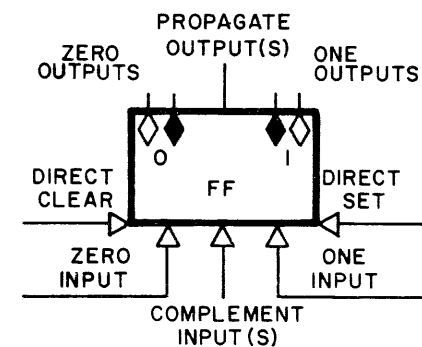 PROPAGATE
OUTPUT(S)
ZERO
OUTPUTS
ONE
OUTPUTS
0
1
FF
DIRECT
CLEAR
DIRECT
SET
ZERO
INPUT
ONE
INPUT
COMPLEMENT
INPUT(S)